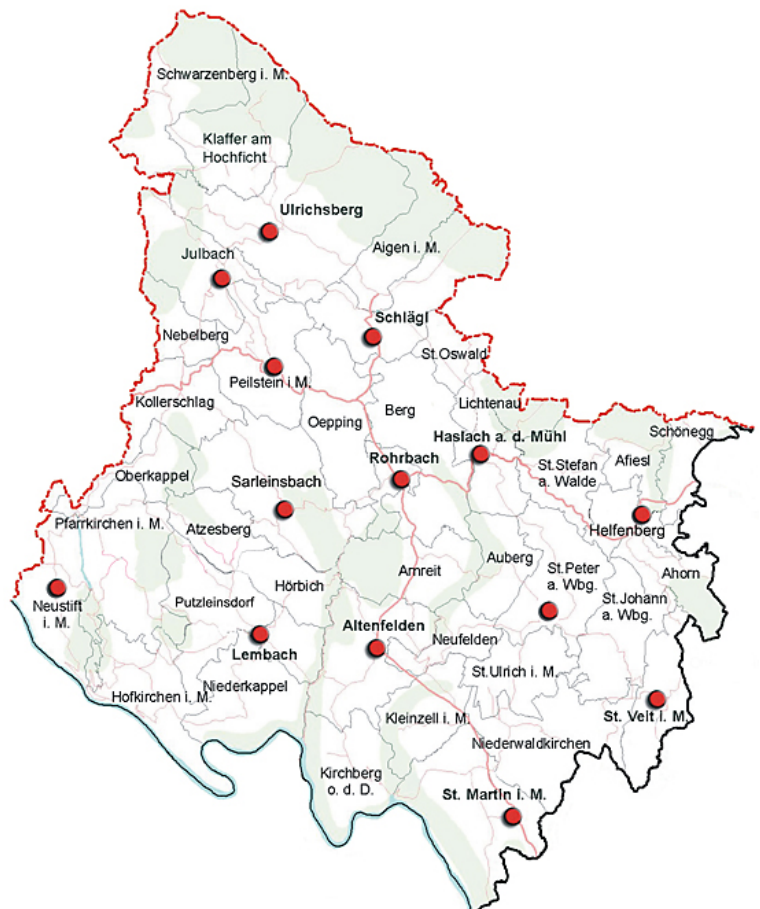 Schwarzenberg i. M.
Klaffer am
Hochficht
Ulrichsberg
Aigen i. M.
Julbach
Schlägl
Nebelberg
St.Oswald
Peilstein i. M.
Kollerschlag
Lichtenau
Berg
Oepping
Schönegg
Haslach a. d. Mühl
Rohrbach
Afiesl
St.Stefan
a. Walde
Oberkappel
Sarleinsbach
Pfarrkirchen i. M.
Atzesberg
Helfenberg
Auberg
Arnreit
St.Peter
a. Wbg.
Ahorn
Hörbich
Putzleinsdorf
St.Johann
a. Wbg.
Neustift
i. M.
Altenfelden
Neufelden
Lembach
St.Ulrich i. M.
Niederkappel
Hofkirchen i. M.
Kleinzell i. M.
St. Veit i. M.
Niederwaldkirchen
Kirchberg
o. d. D.
St. Martin i. M.